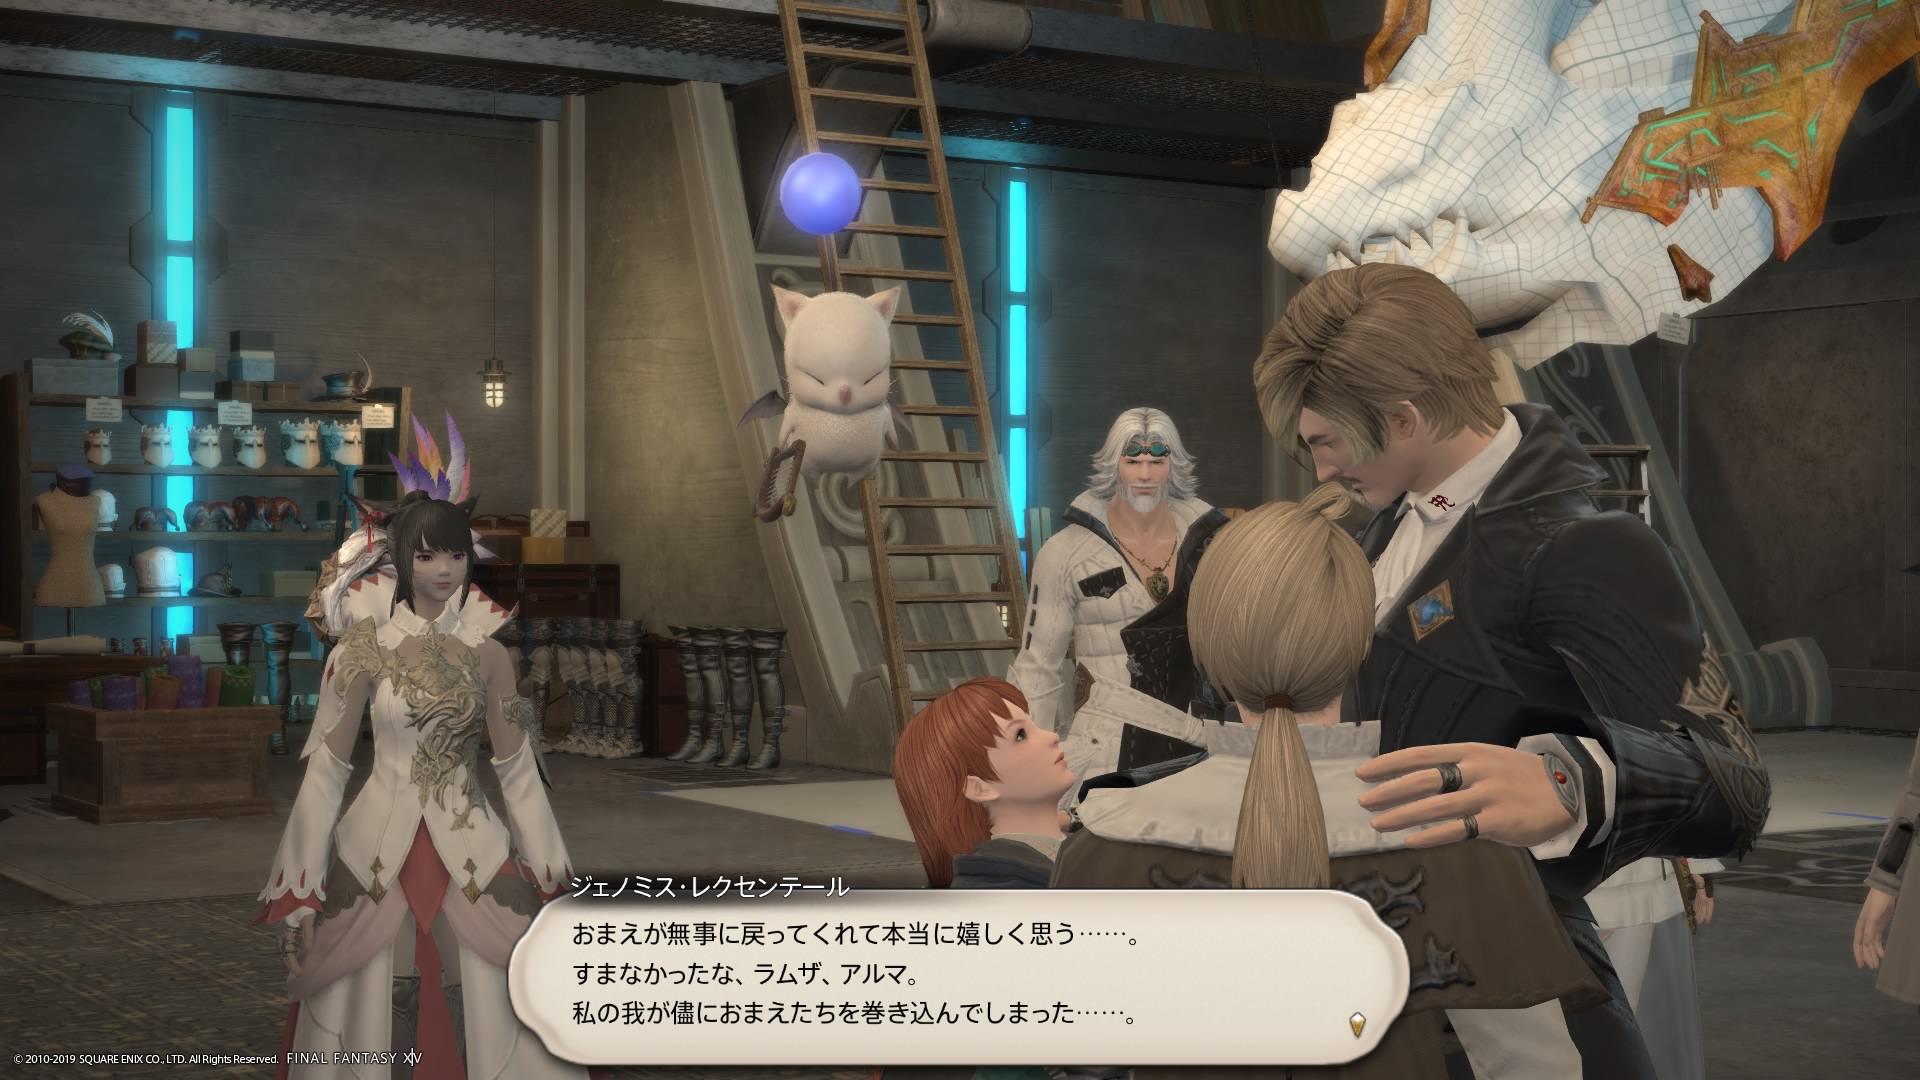 ジェノミス・レクセンテール
おまえが無事に戻ってくれて本当に嬉しく思う……。
すまなかったな、ラムザ、アルマ。
私の我が儘におまえたちを巻き込んでしまった……。
© 2010-2019 SQUARE ENIX CO., LTD. All Rights Reserved. FINAL FANTASY XIV